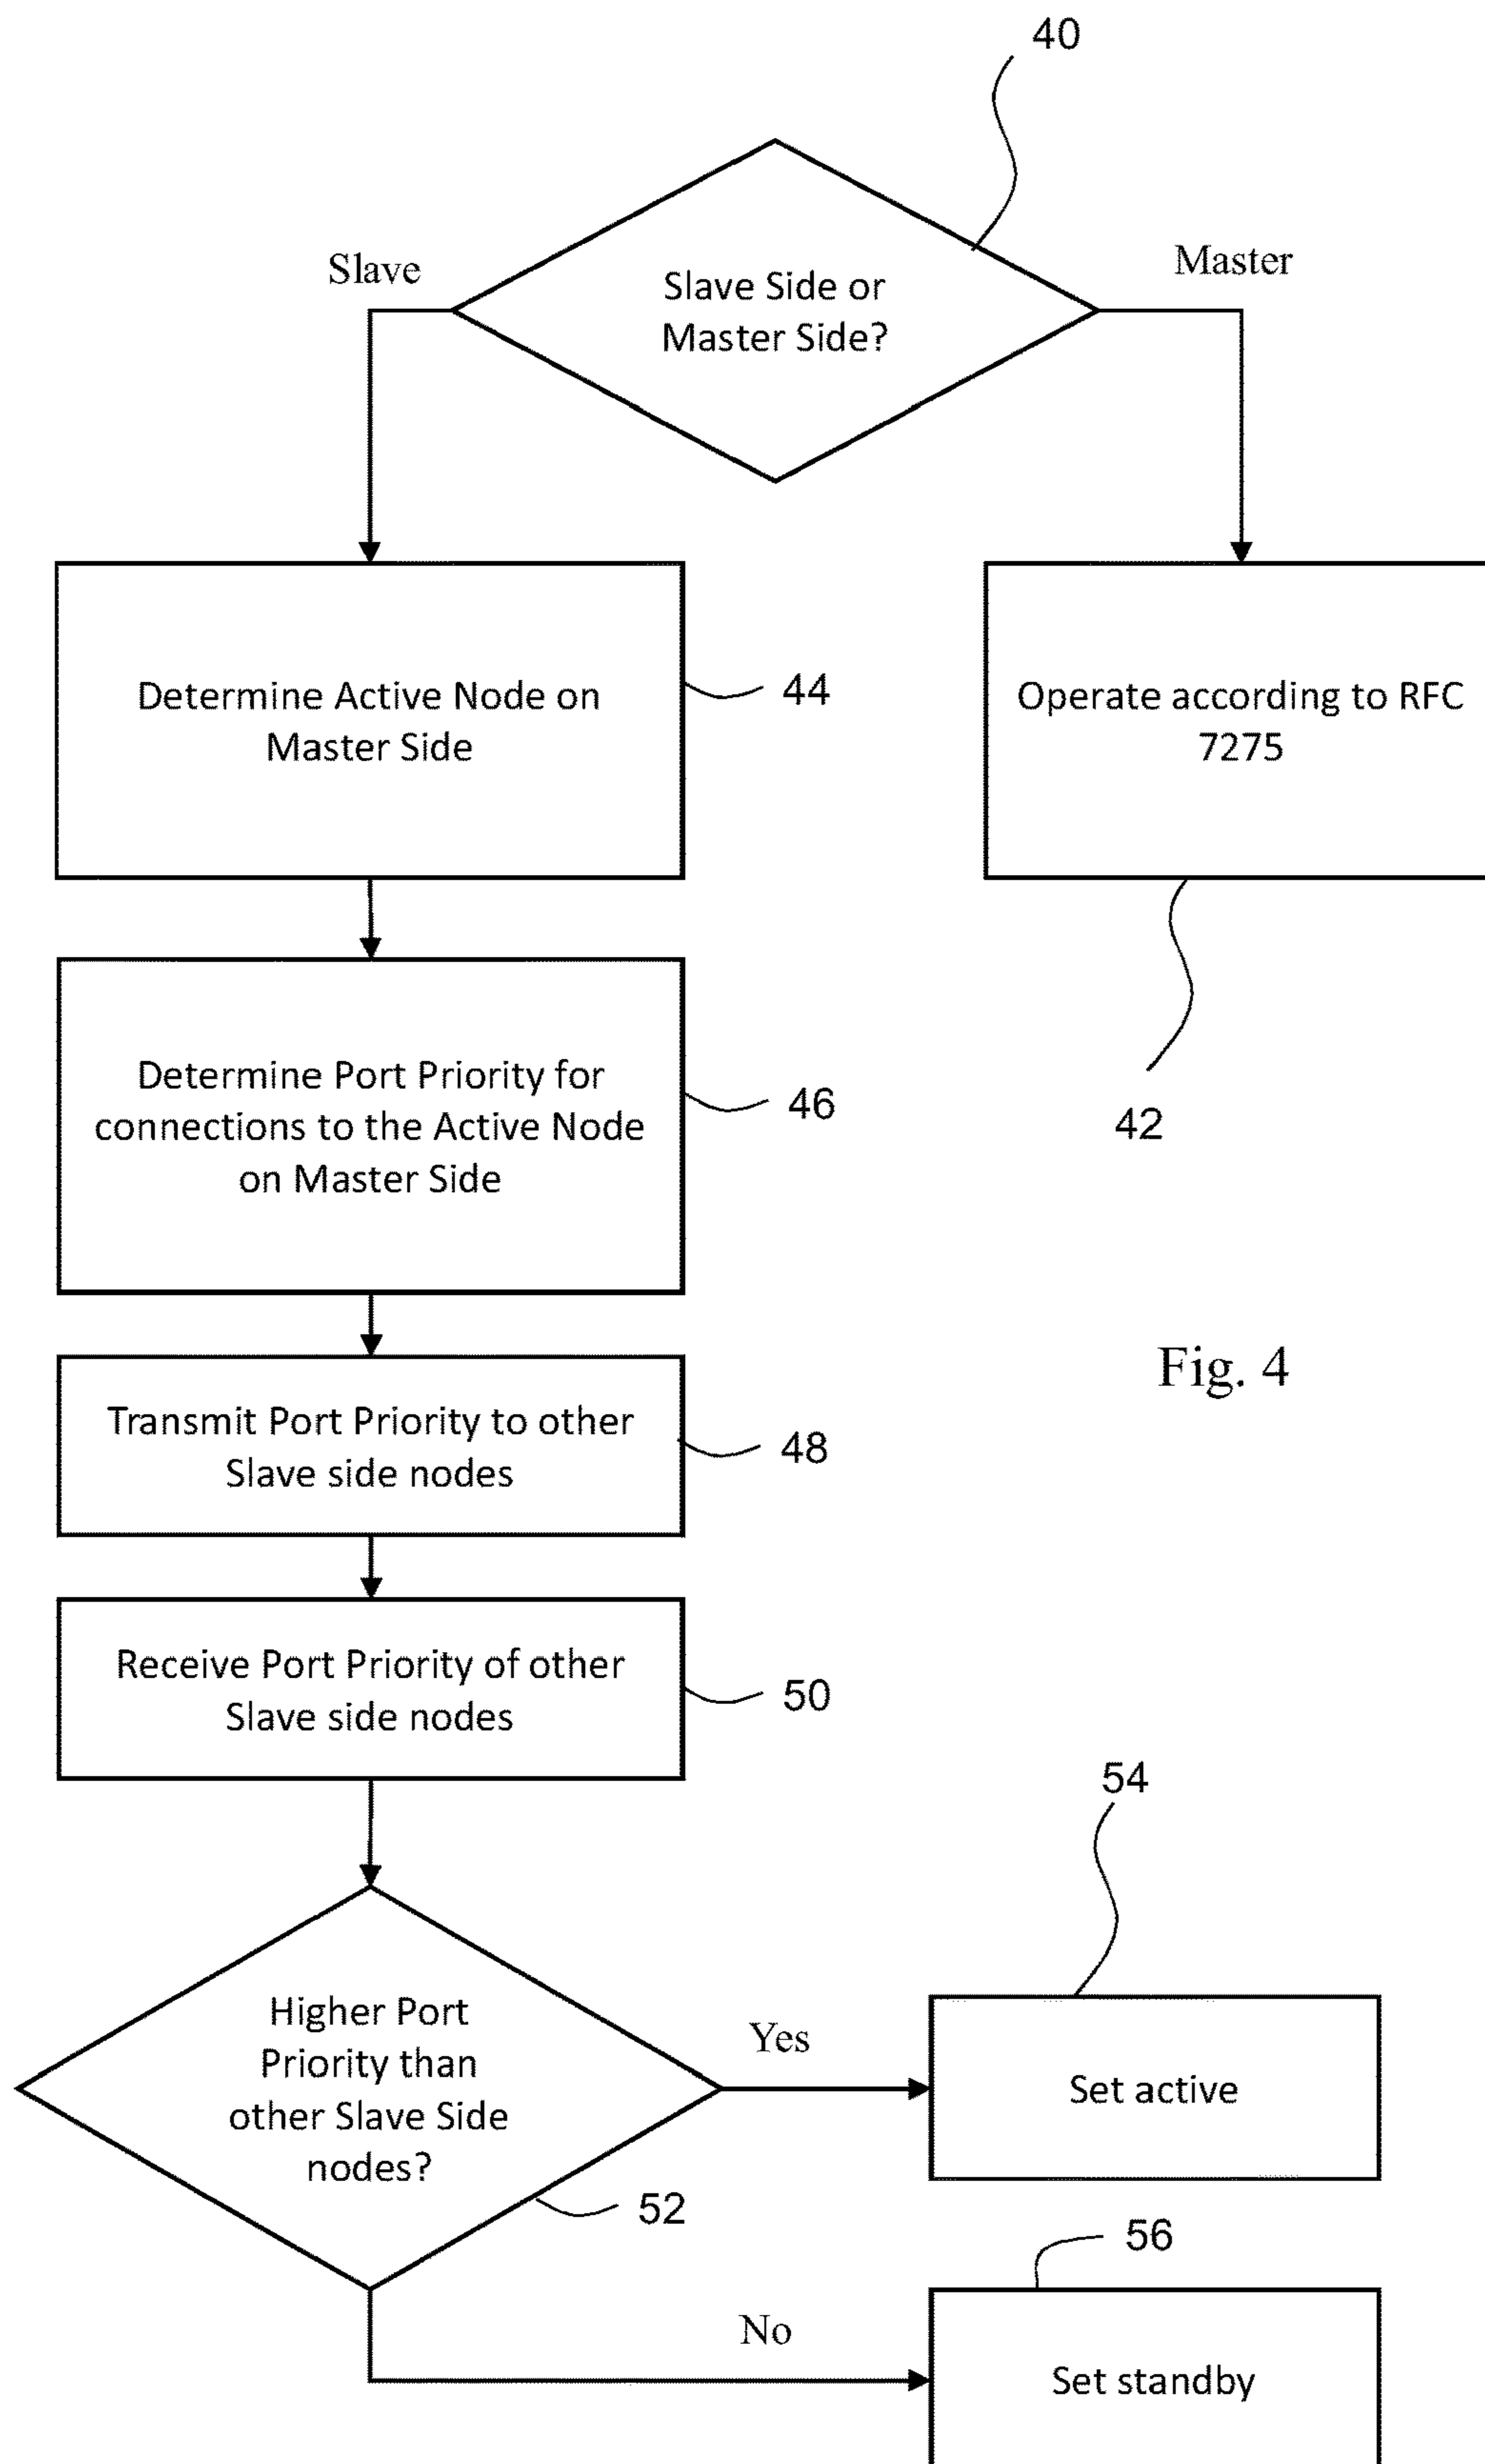 40
Slave
Master
Slave Side or
Master Side?
Determine Active Node on
Master Side
44
Operate according to RFC
7275
42
Determine Port Priority for
connections to the Active Node
on Master Side
46
Fig. 4
Transmit Port Priority to other
Slave side nodes
48
Receive Port Priority of other
Slave side nodes
50
54
Higher Port
Priority than
other Slave Side
nodes?
Yes
Set active
52
56
No
Set standby